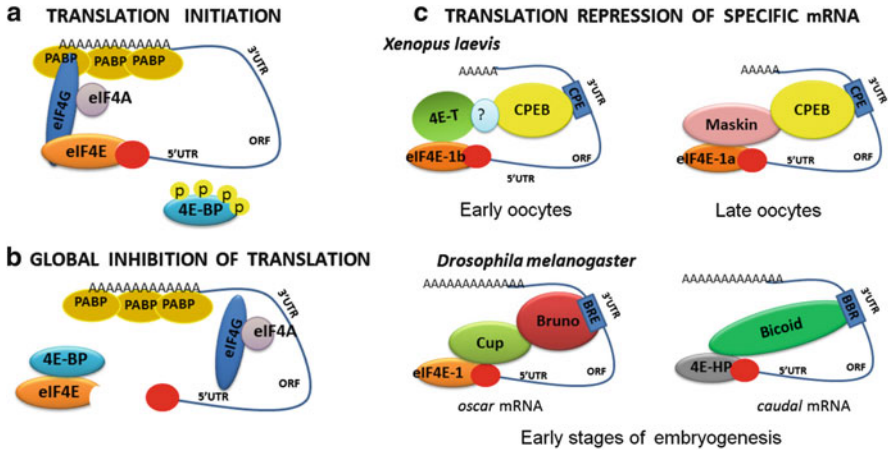 a TRANSLATION INITIATION
AAAAAAAAAAAAA
PABP PABP PABP
3'UTR
eIF4G
eIF4A
eIF4E
5'UTR
ORF
p p p p
4E-BP
b GLOBAL INHIBITION OF TRANSLATION
AAAAAAAAAAAAA
PABP PABP PABP
3'UTR
eIF4G
eIF4A
4E-BP
eIF4E
5'UTR
ORF
c TRANSLATION REPRESSION OF SPECIFIC mRNA
Xenopus laevis
AAAAA
3'UTR
4E-T
?
CPEB
CPE
eIF4E-1b
ORF
5'UTR
Early oocytes
AAAAA
3'UTR
Maskin
CPEB
CPE
eIF4E-1a
5'UTR
ORF
Late oocytes
Drosophila melanogaster
AAAAAAAAAAAAA
3'UTR
Bruno
BRE
Cup
eIF4E-1
5'UTR
ORF
oscar mRNA
AAAAAAAAAAAAA
3'UTR
BBR
Bicoid
4E-HP
5'UTR
ORF
caudal mRNA
Early stages of embryogenesis